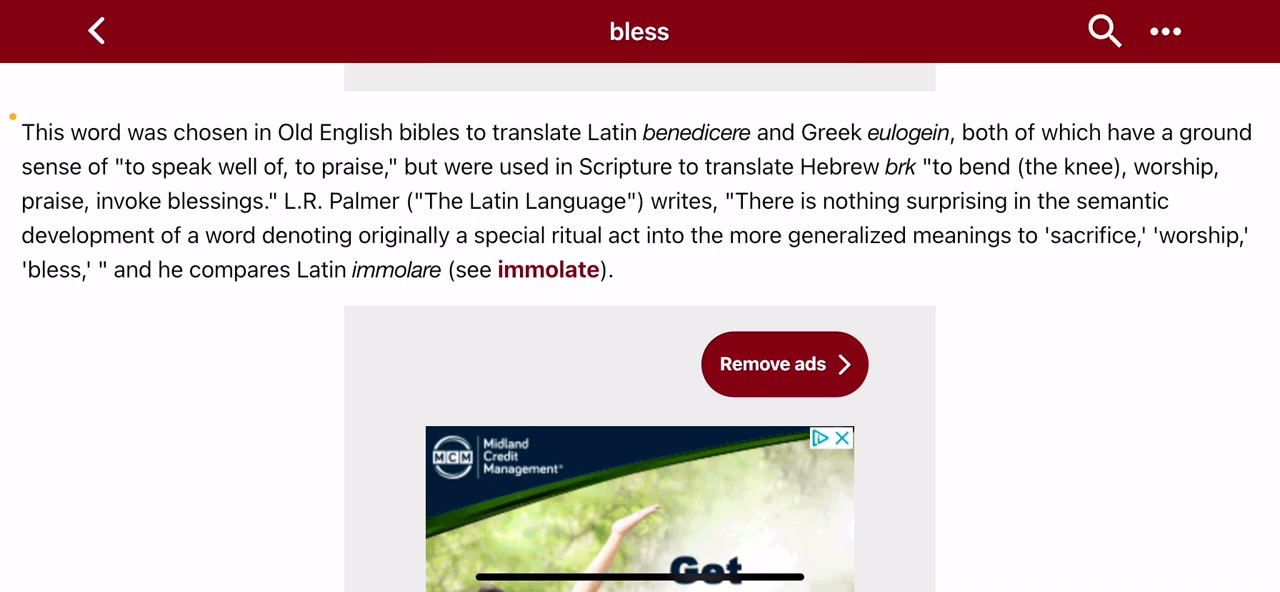 bless
This word was chosen in Old English bibles to translate Latin benedicere and Greek eulogein, both of which have a ground
sense of "to speak well of, to praise," but were used in Scripture to translate Hebrew brk "to bend (the knee), worship,
praise, invoke blessings." L.R. Palmer ("The Latin Language") writes, "There is nothing surprising in the semantic
development of a word denoting originally a special ritual act into the more generalized meanings to 'sacrifice,' 'worship,'
'bless,' " and he compares Latin immolare (see immolate).
Remove ads
MCM
Midland
Credit
Management®
Get